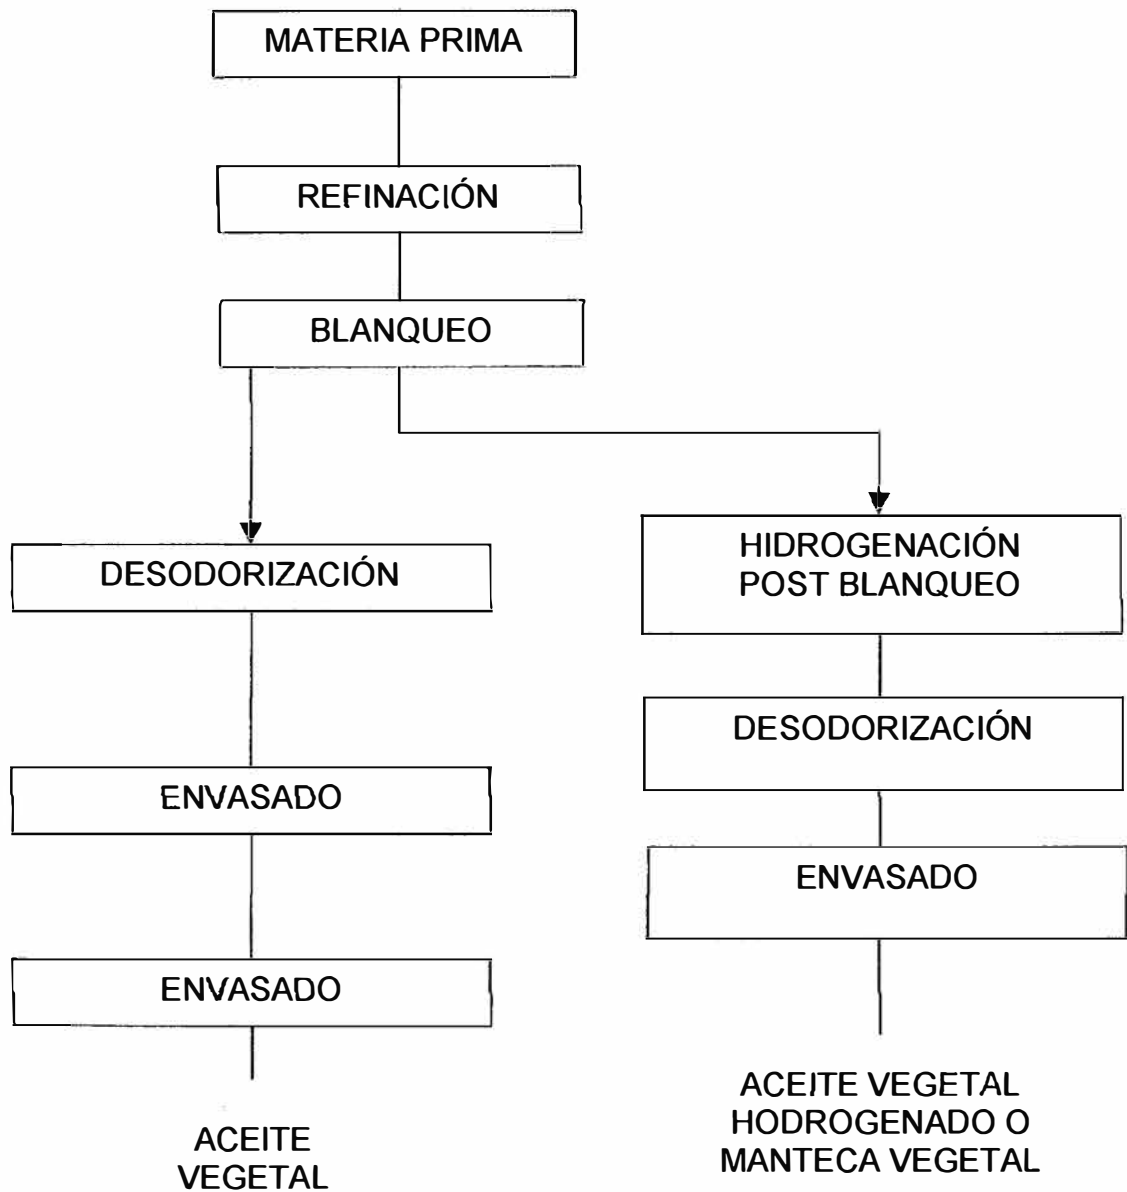 MATERIA PRIMA
REFINACIÓN
BLANQUEO
DESODORIZACIÓN
ENVASADO
ENVASADO
ACEITE
VEGETAL
HIDROGENACIÓN
POST BLANQUEO
DESODORIZACIÓN
ENVASADO
ACEITE VEGETAL
HODROGENADO O
MANTECA VEGETAL